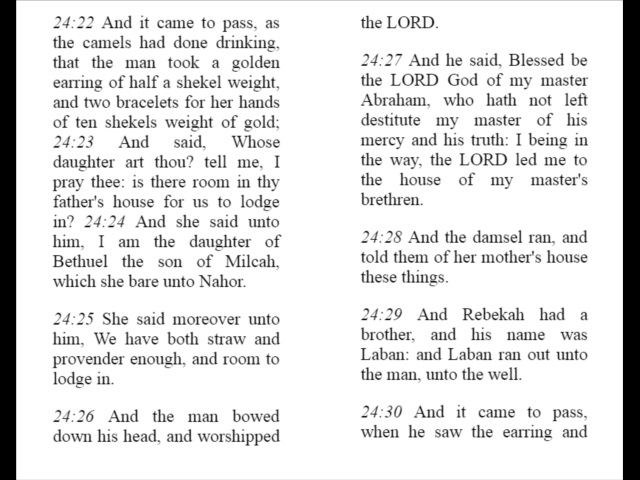 24:22 And it came to pass, as
the camels had done drinking,
that the man took a golden
earring of half a shekel weight,
and two bracelets for her hands
of ten shekels weight of gold;
24:23 And said, Whose
daughter art thou? tell me, I
pray thee: is there room in thy
father's house for us to lodge
in? 24:24 And she said unto
him, I am the daughter of
Bethuel the son of Milcah,
which she bare unto Nahor.
24:25 She said moreover unto
him, We have both straw and
provender enough, and room to
lodge in.
24:26 And the man bowed
down his head, and worshipped
the LORD.
24:27 And he said, Blessed be
the LORD God of my master
Abraham, who hath not left
destitute my master of his
mercy and his truth: I being in
the way, the LORD led me to
the house of my master's
brethren.
24:28 And the damsel ran, and
told them of her mother's house
these things.
24:29 And Rebekah had a
brother, and his name was
Laban: and Laban ran out unto
the man, unto the well.
24:30 And it came to pass,
when he saw the earring and